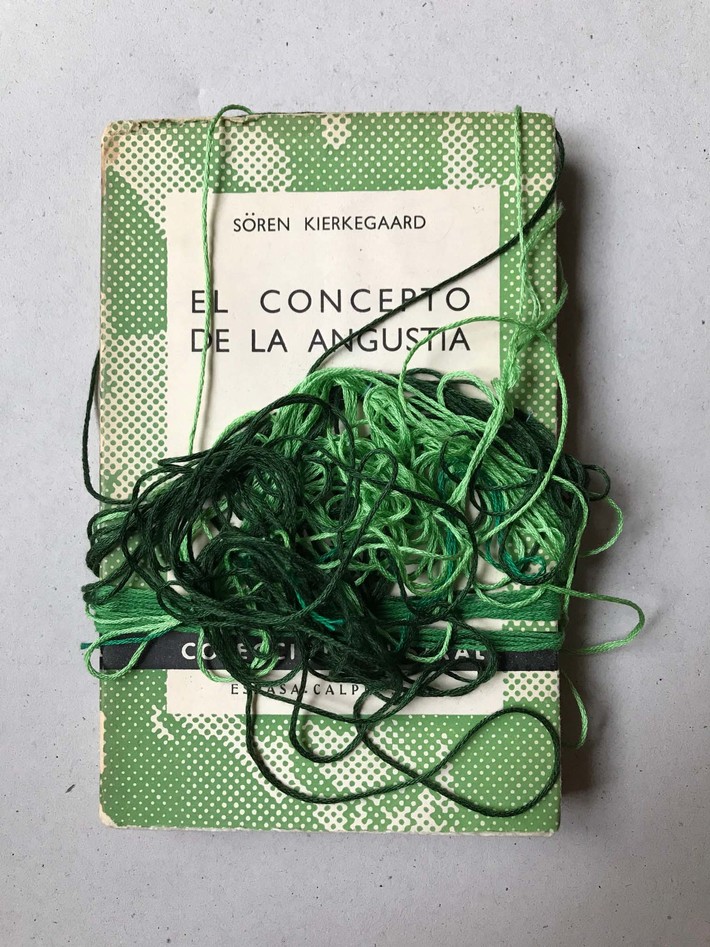 SÖREN KIERKEGAARD
EL CONCEPTO
DE LA ANGUSTIA